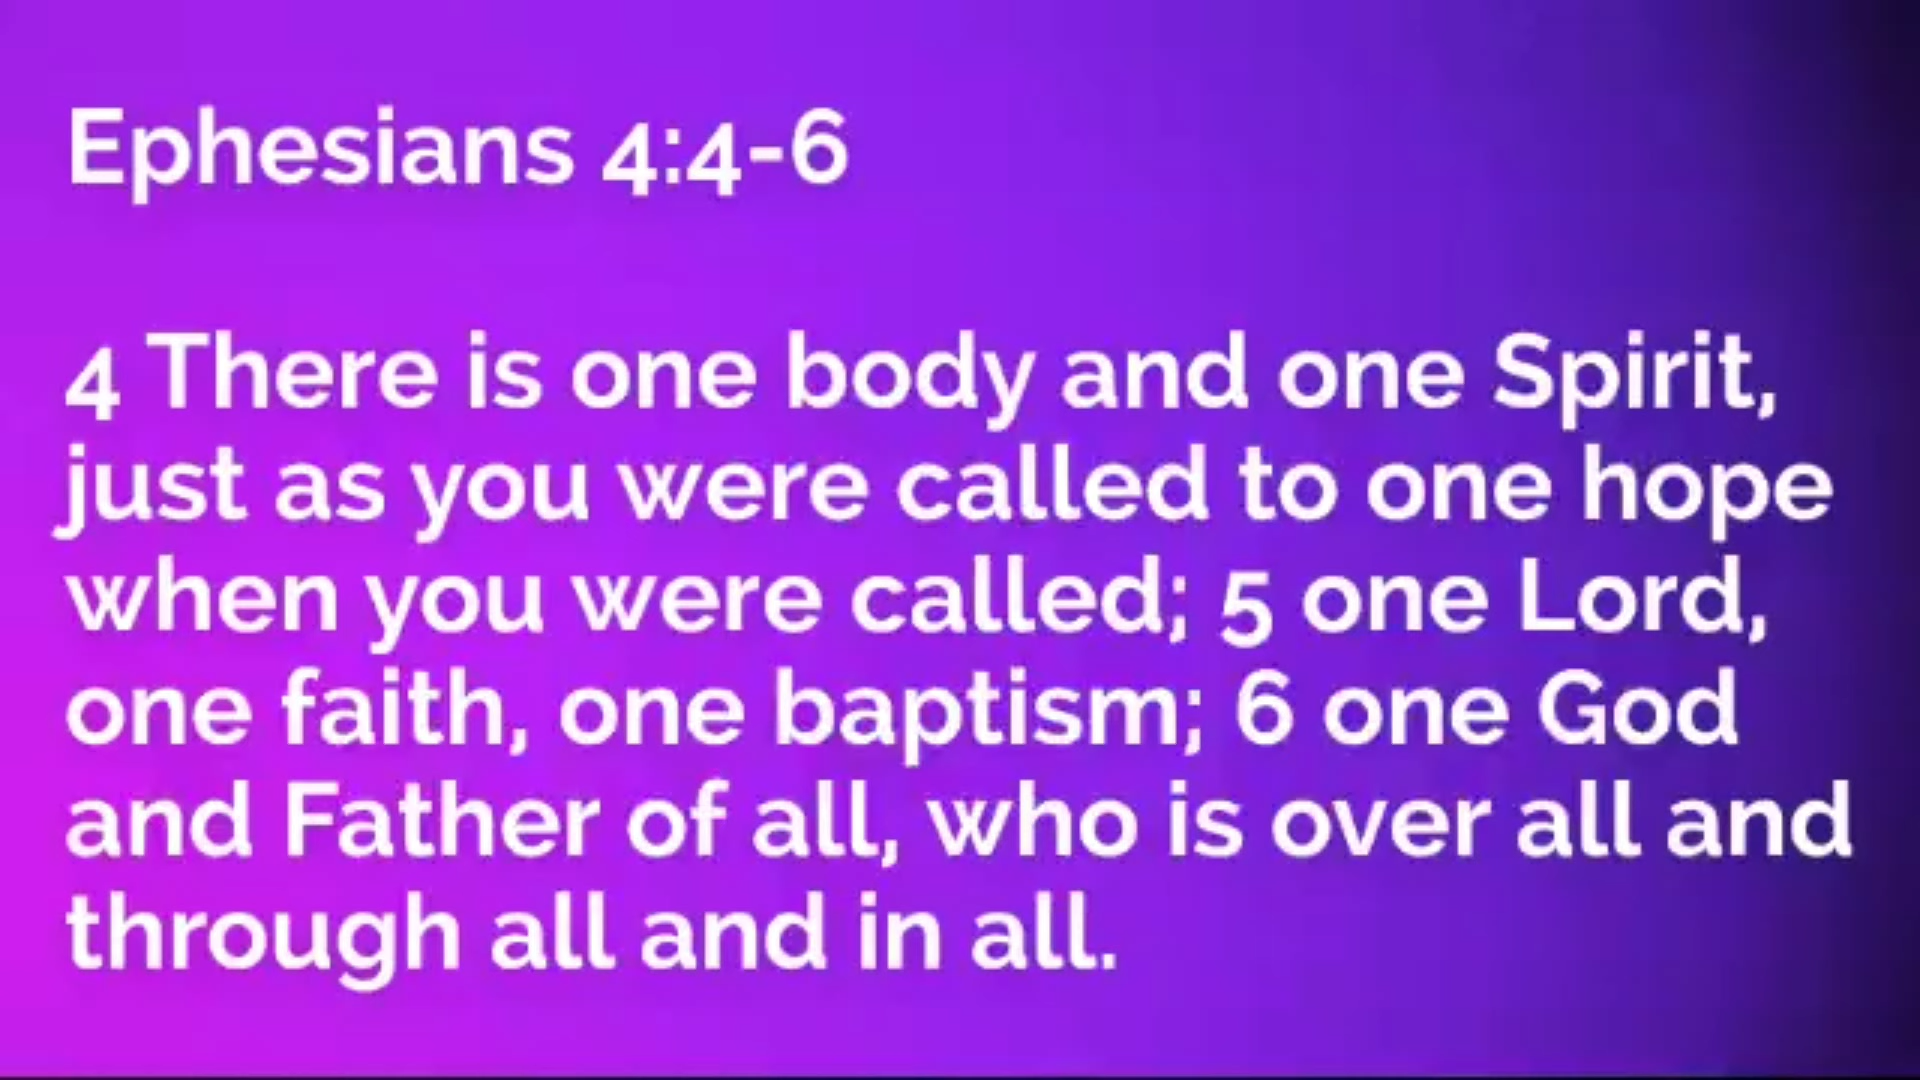 Ephesians 4:4-6
4 There is one body and one Spirit,
just as you were called to one hope
when you were called; 5 one Lord,
one faith, one baptism; 6 one God
and Father of all, who is over all and
through all and in all.